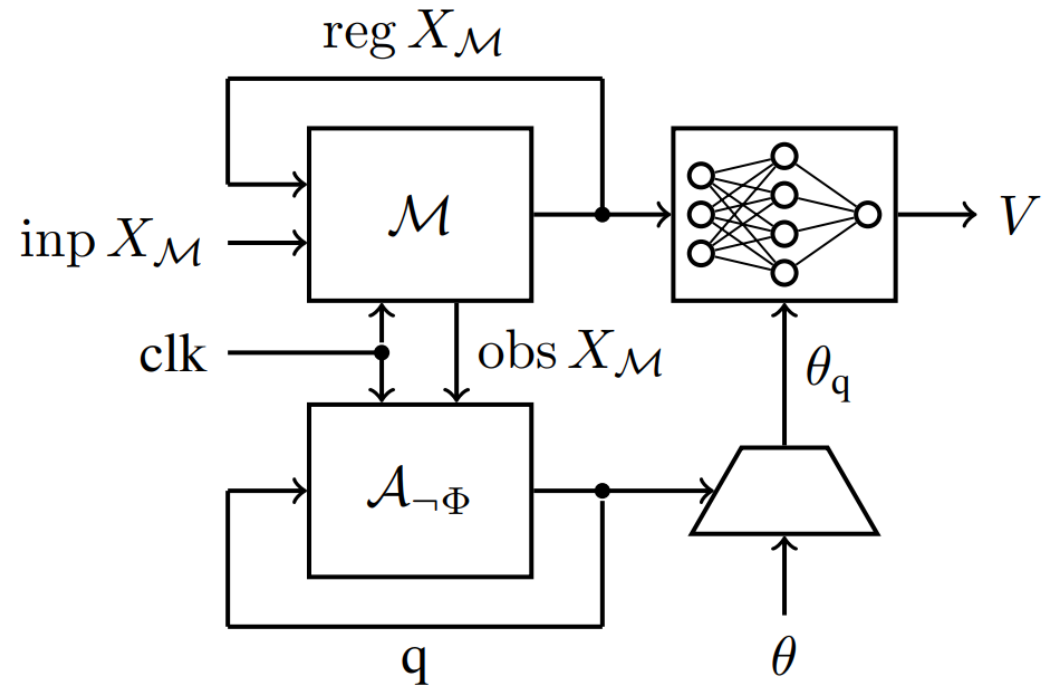 reg X_ℳ
ℳ
inp X_ℳ
V
clk
obs X_ℳ
θ_q
𝒜_¬Φ
q
θ